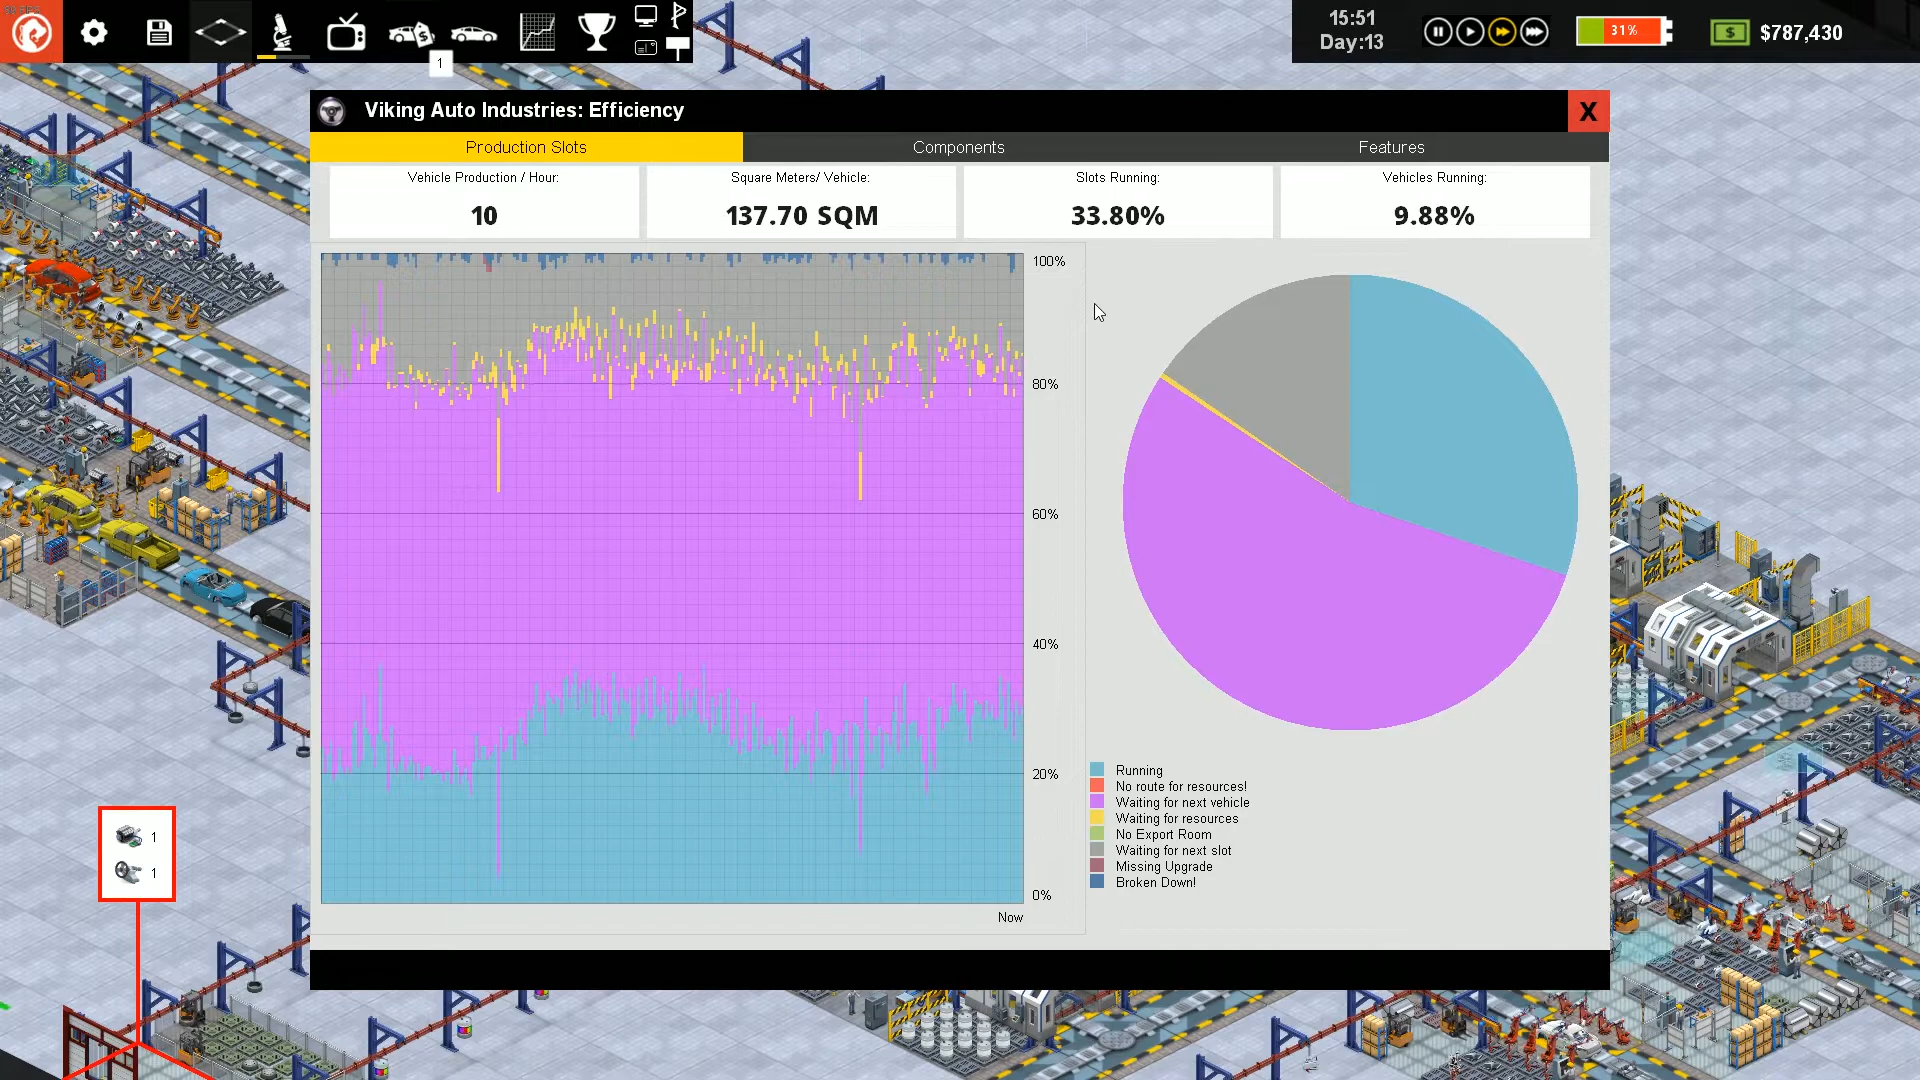 15:51
Day:13
31%
$
$787,430
1
Viking Auto Industries: Efficiency
X
Production Slots
Components
Features
Vehicle Production / Hour:
10
Square Meters/ Vehicle:
137.70 SQM
Slots Running:
33.80%
Vehicles Running:
9.88%
100%
80%
60%
40%
20%
0%
Now
Running
No route for resources!
Waiting for next vehicle
Waiting for resources
No Export Room
Waiting for next slot
Missing Upgrade
Broken Down!
1
1